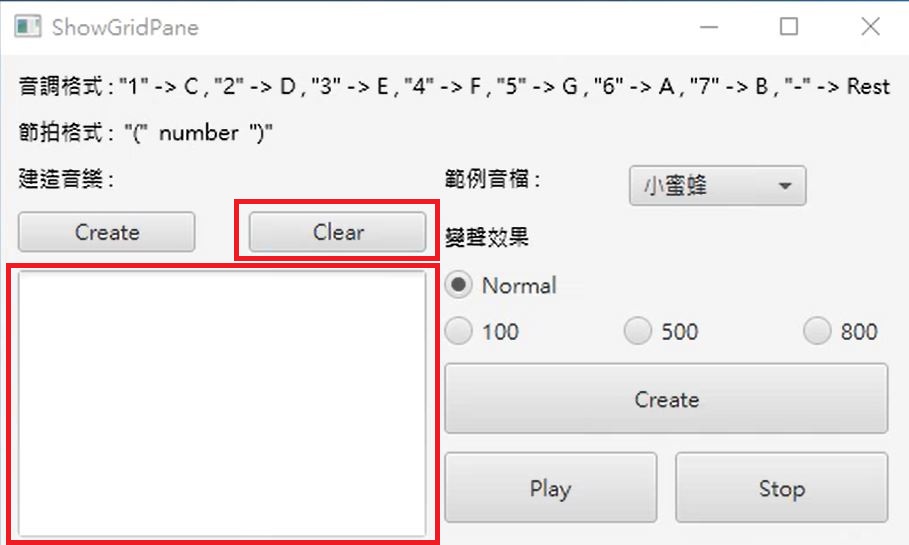 ShowGridPane
音調格式 : "1" -> C , "2" -> D , "3" -> E , "4" -> F , "5" -> G , "6" -> A , "7" -> B , "-" -> Rest
節拍格式 : "(" number ")"
建造音樂 :
範例音檔 :
小蜜蜂
Create
Clear
變聲效果
Normal
100
500
800
Create
Play
Stop